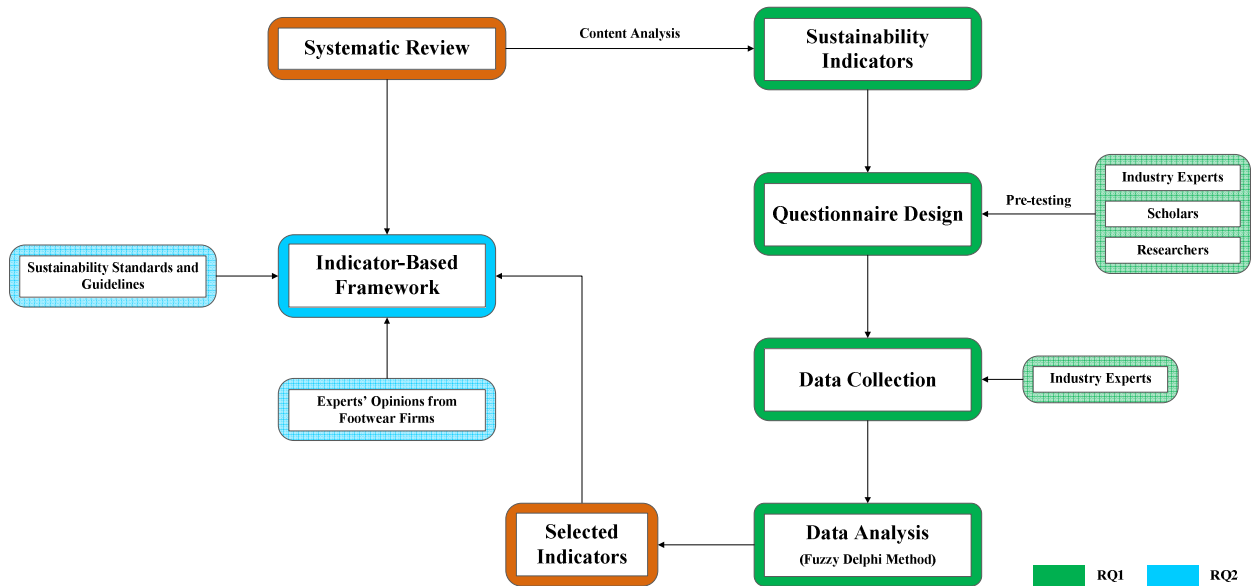 Systematic Review
Content Analysis
Sustainability
Indicators
Questionnaire Design
Pre-testing
Industry Experts
Scholars
Researchers
Sustainability Standards and
Guidelines
Indicator-Based
Framework
Data Collection
Industry Experts
Experts’ Opinions from
Footwear Firms
Selected
Indicators
Data Analysis
(Fuzzy Delphi Method)
RQ1
RQ2